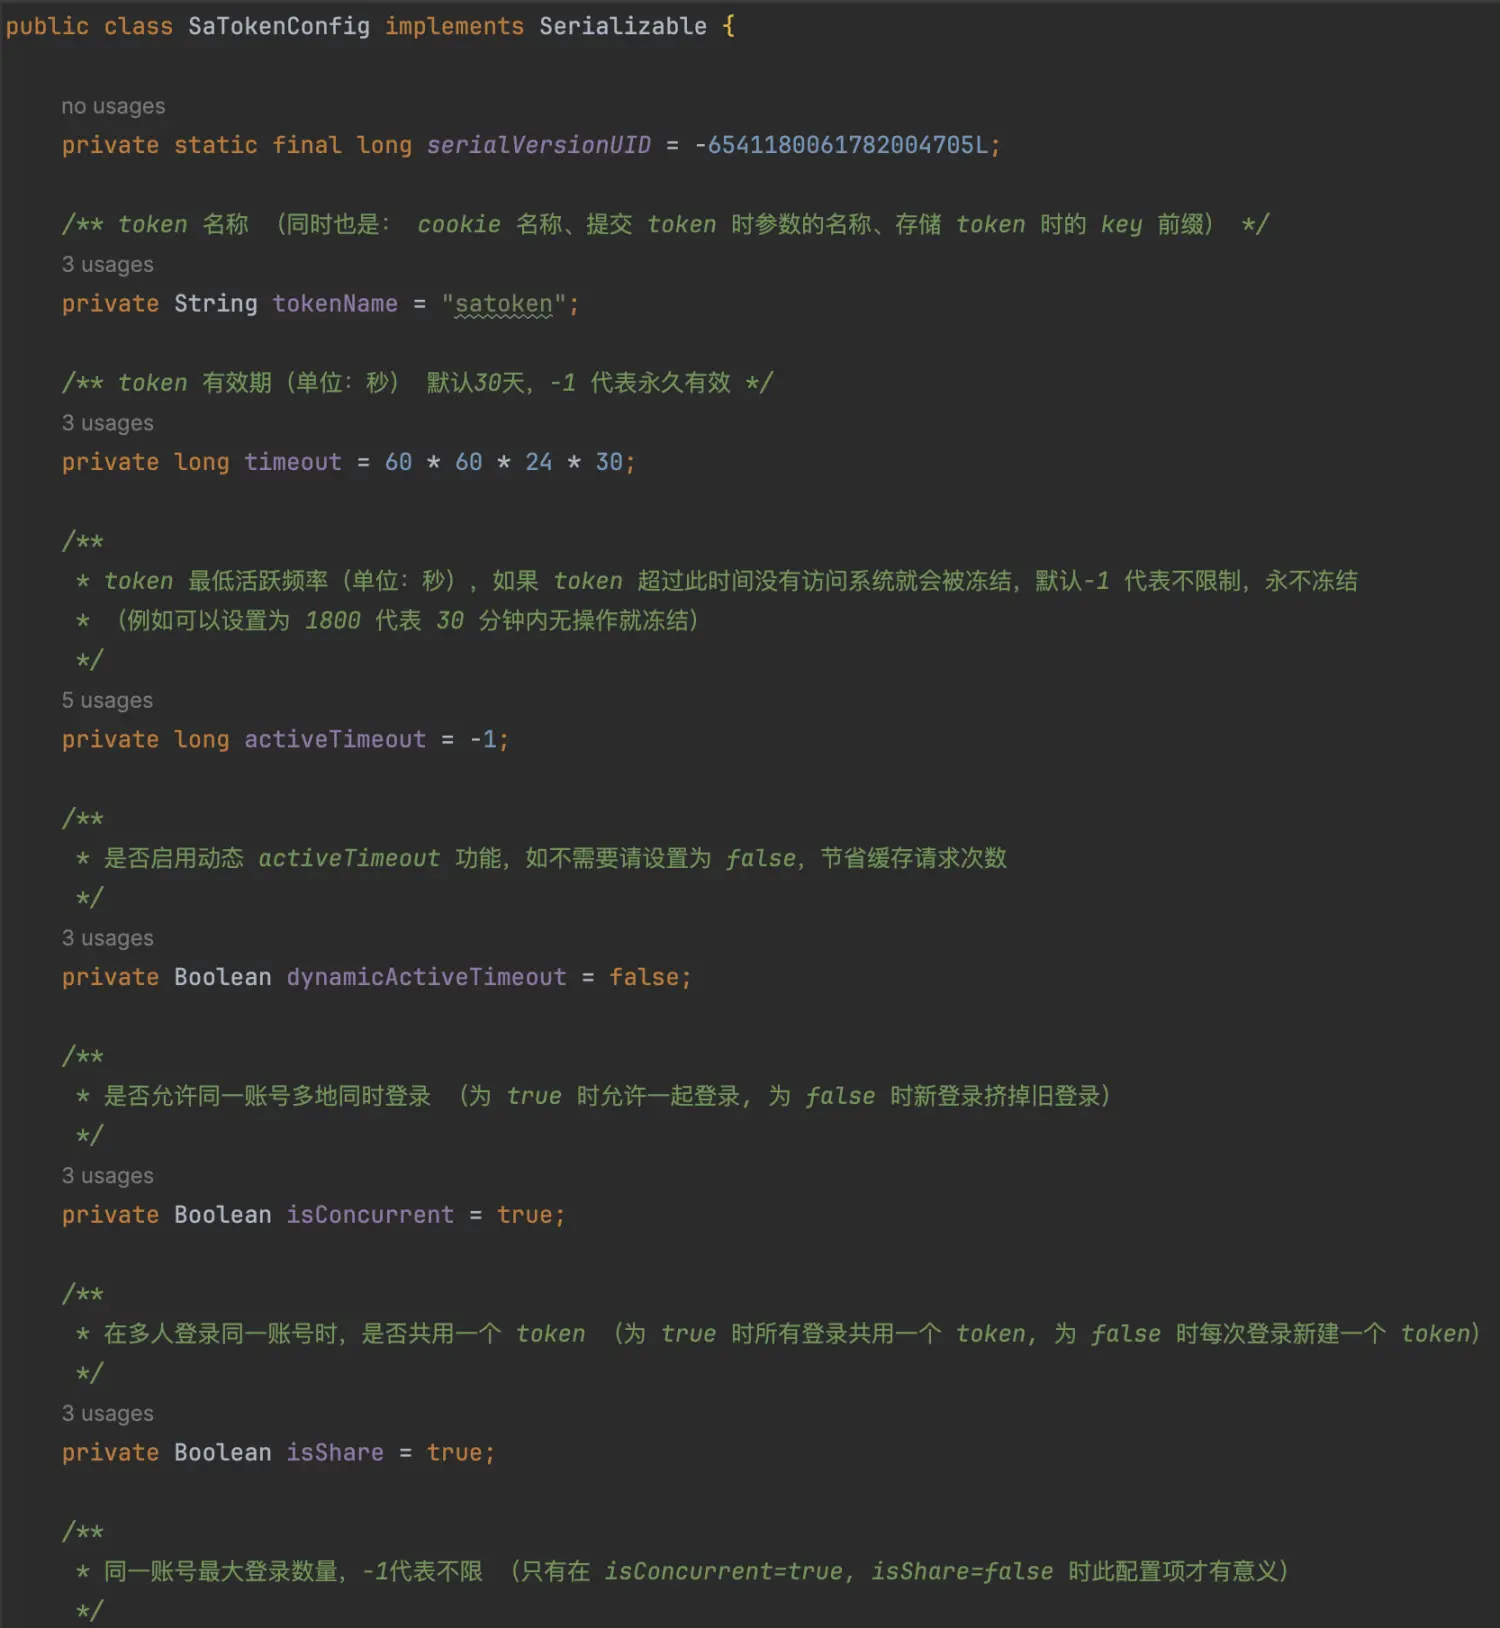 public class SaTokenConfig implements Serializable {
no usages
private static final long serialVersionUID = -6541180061782004705L;
/** token 名称 （同时也是： cookie 名称、提交 token 时参数的名称、存储 token 时的 key 前缀） */
3 usages
private String tokenName = "satoken";
/** token 有效期（单位：秒） 默认30天，-1 代表永久有效 */
3 usages
private long timeout = 60 * 60 * 24 * 30;
/**
* token 最低活跃频率（单位：秒），如果 token 超过此时间没有访问系统就会被冻结，默认-1 代表不限制，永不冻结
* （例如可以设置为 1800 代表 30 分钟内无操作就冻结）
*/
5 usages
private long activeTimeout = -1;
/**
* 是否启用动态 activeTimeout 功能，如不需要请设置为 false，节省缓存请求次数
*/
3 usages
private Boolean dynamicActiveTimeout = false;
/**
* 是否允许同一账号多地同时登录 （为 true 时允许一起登录, 为 false 时新登录挤掉旧登录）
*/
3 usages
private Boolean isConcurrent = true;
/**
* 在多人登录同一账号时，是否共用一个 token （为 true 时所有登录共用一个 token, 为 false 时每次登录新建一个 token）
*/
3 usages
private Boolean isShare = true;
/**
* 同一账号最大登录数量，-1代表不限 （只有在 isConcurrent=true, isShare=false 时此配置项才有意义）
*/